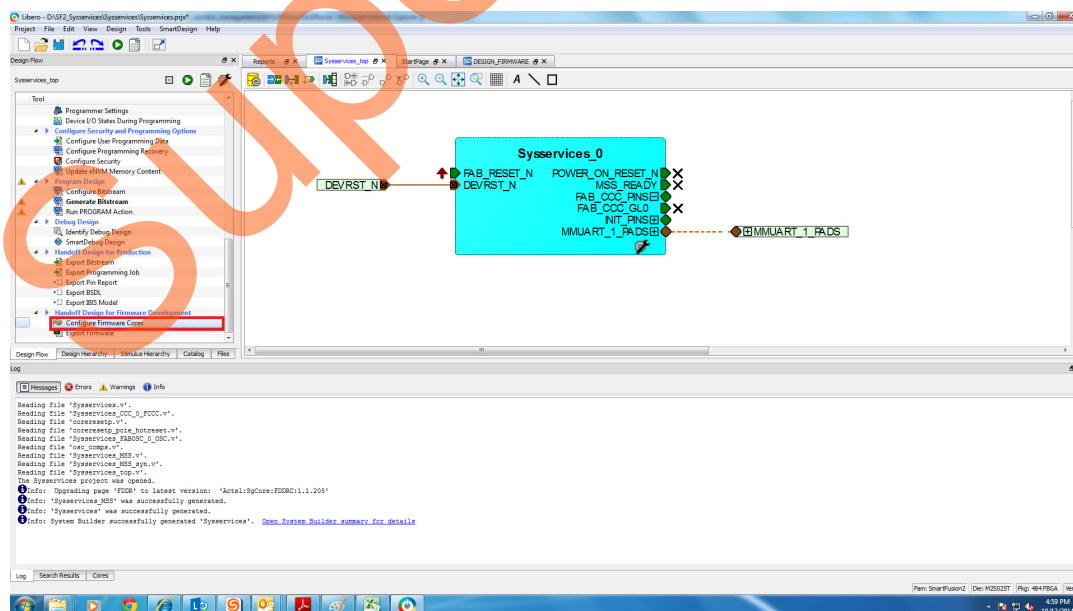 Libero - D:\SF2_Sysservices\Sysservices\Sysservices.prjx*
Project File Edit View Design Tools SmartDesign Help
Design Flow
Reports Sysservices_top StartPage DESIGN_FIRMWARE
Sysservices_top
Tool
Programmer Settings
Device I/O States During Programming
Configure Security and Programming Options
Configure User Programming Data
Configure Programming Recovery
Configure Security
Update eNVM Memory Content
Program Design
Configure Bitstream
Generate Bitstream
Run PROGRAM Action
Debug Design
Identify Debug Design
SmartDebug Design
Handoff Design for Production
Export Bitstream
Export Programming Job
Export Pin Report
Export BSDL
Export IBIS Model
Handoff Design for Firmware Development
Configure Firmware Cores
Export Firmware
Design Flow Design Hierarchy Stimulus Hierarchy Catalog Files
Sysservices_0
FAB_RESET_N POWER_ON_RESET_N
DEVRST_N DEVRST_N MSS_READY
FAB_CCC_PINS
FAB_CCC_GL0
INIT_PINS
MMUART_1_PADS MMUART_1_PADS
Log
Messages Errors Warnings Info
Reading file 'Sysservices.v'.
Reading file 'Sysservices_CCC_0_FCCC.v'.
Reading file 'coreresetp.v'.
Reading file 'coreresetp_pcie_hotreset.v'.
Reading file 'Sysservices_FABOSC_0_OSC.v'.
Reading file 'osc_comps.v'.
Reading file 'Sysservices_MSS.v'.
Reading file 'Sysservices_MSS_syn.v'.
Reading file 'Sysservices_top.v'.
The Sysservices project was opened.
Info: Upgrading page 'FDDR' to latest version: 'Actel:SgCore:FDDRC:1.1.205'
Info: 'Sysservices_MSS' was successfully generated.
Info: 'Sysservices' was successfully generated.
Info: System Builder successfully generated 'Sysservices'. Open System Builder summary for details
Log Search Results Cores
Fam: SmartFusion2 Die: M2S025T Pkg: 484 FBGA Ver
4:59 PM